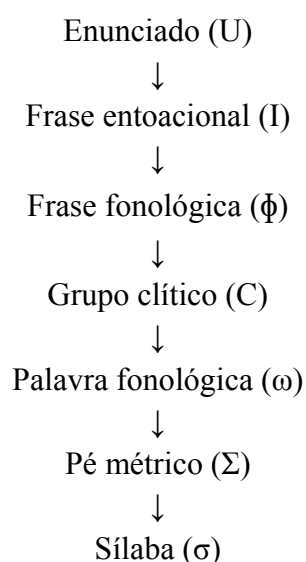 Enunciado (U)
↓
Frase entoacional (I)
↓
Frase fonológica (ϕ)
↓
Grupo clítico (C)
↓
Palavra fonológica (ω)
↓
Pé métrico (Σ)
↓
Sílaba (σ)